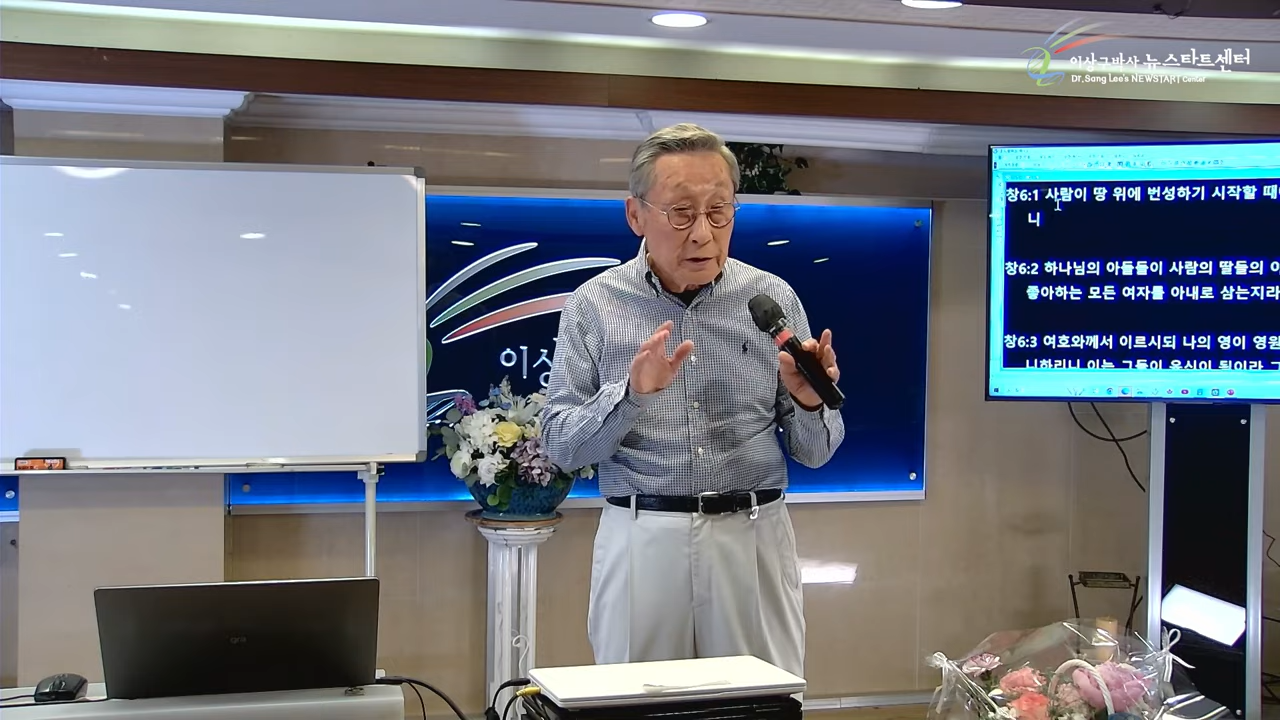 이상구박사 뉴스타트센터
Dr. Sang Lee's NEWSTART Center
창6:1 사람이 땅 위에 번성하기 시작할 때
니
창6:2 하나님의 아들들이 사람의 딸들의
좋아하는 모든 여자를 아내로 삼는지라
창6:3 여호와께서 이르시되 나의 영이 영원
니하리니 이는 그들이 육신이 됨이라 그
이상
gram